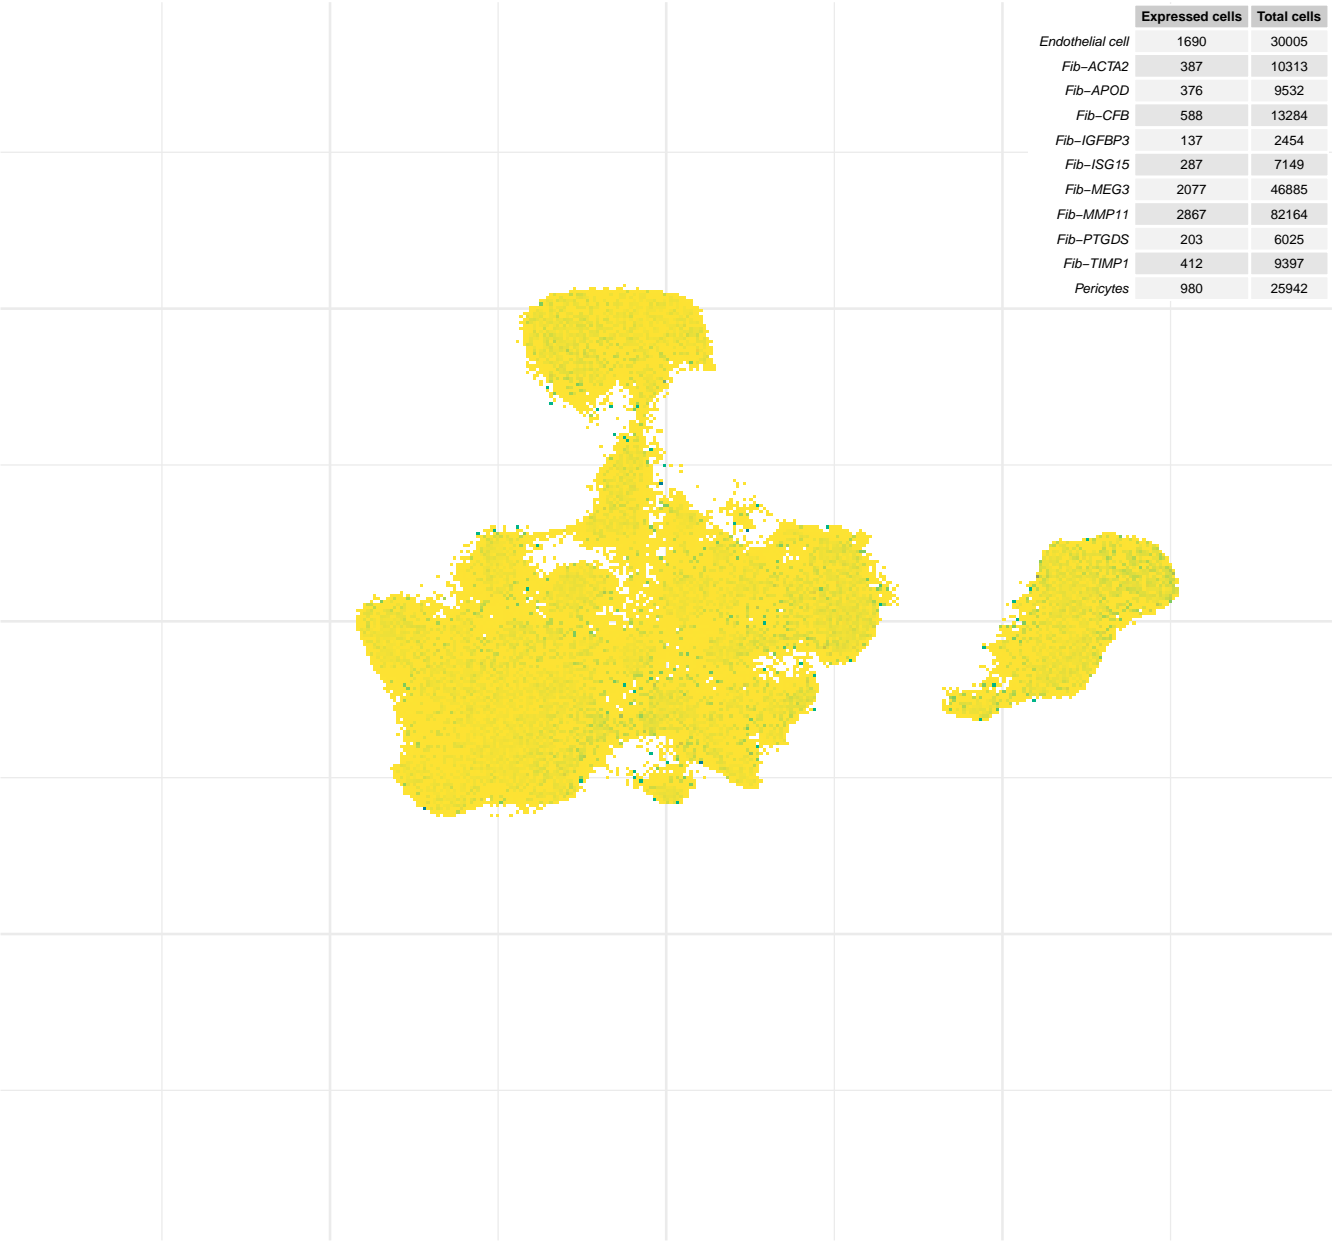 Expressed cells Total cells
Endothelial cell 1690 30005
Fib−ACTA2 387 10313
Fib−APOD 376 9532
Fib−CFB 588 13284
Fib−IGFBP3 137 2454
Fib−ISG15 287 7149
Fib−MEG3 2077 46885
Fib−MMP11 2867 82164
Fib−PTGDS 203 6025
Fib−TIMP1 412 9397
Pericytes 980 25942